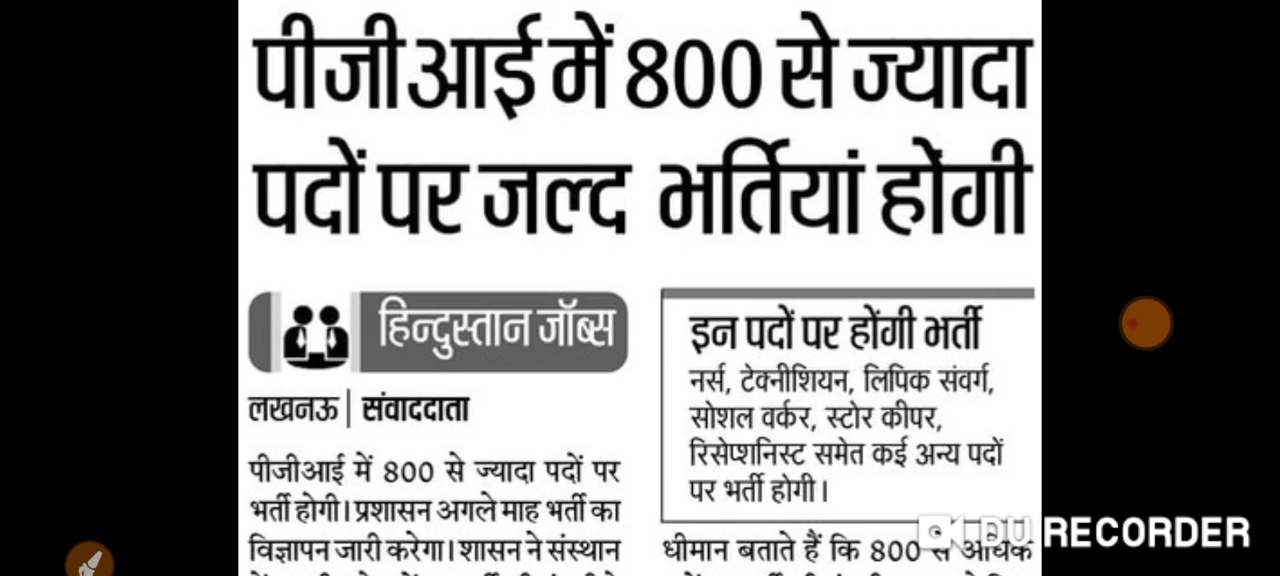 पीजीआई में 800 से ज्यादा
पदों पर जल्द भर्तियां होंगी
हिन्दुस्तान जॉब्स
लखनऊ | संवाददाता
पीजीआई में 800 से ज्यादा पदों पर
भर्ती होगी। प्रशासन अगले माह भर्ती का
विज्ञापन जारी करेगा। शासन ने संस्थान
इन पदों पर होंगी भर्ती
नर्स, टेक्नीशियन, लिपिक संवर्ग,
सोशल वर्कर, स्टोर कीपर,
रिसेप्शनिस्ट समेत कई अन्य पदों
पर भर्ती होगी।
धीमान बताते हैं कि 800 से अधिक
DU RECORDER